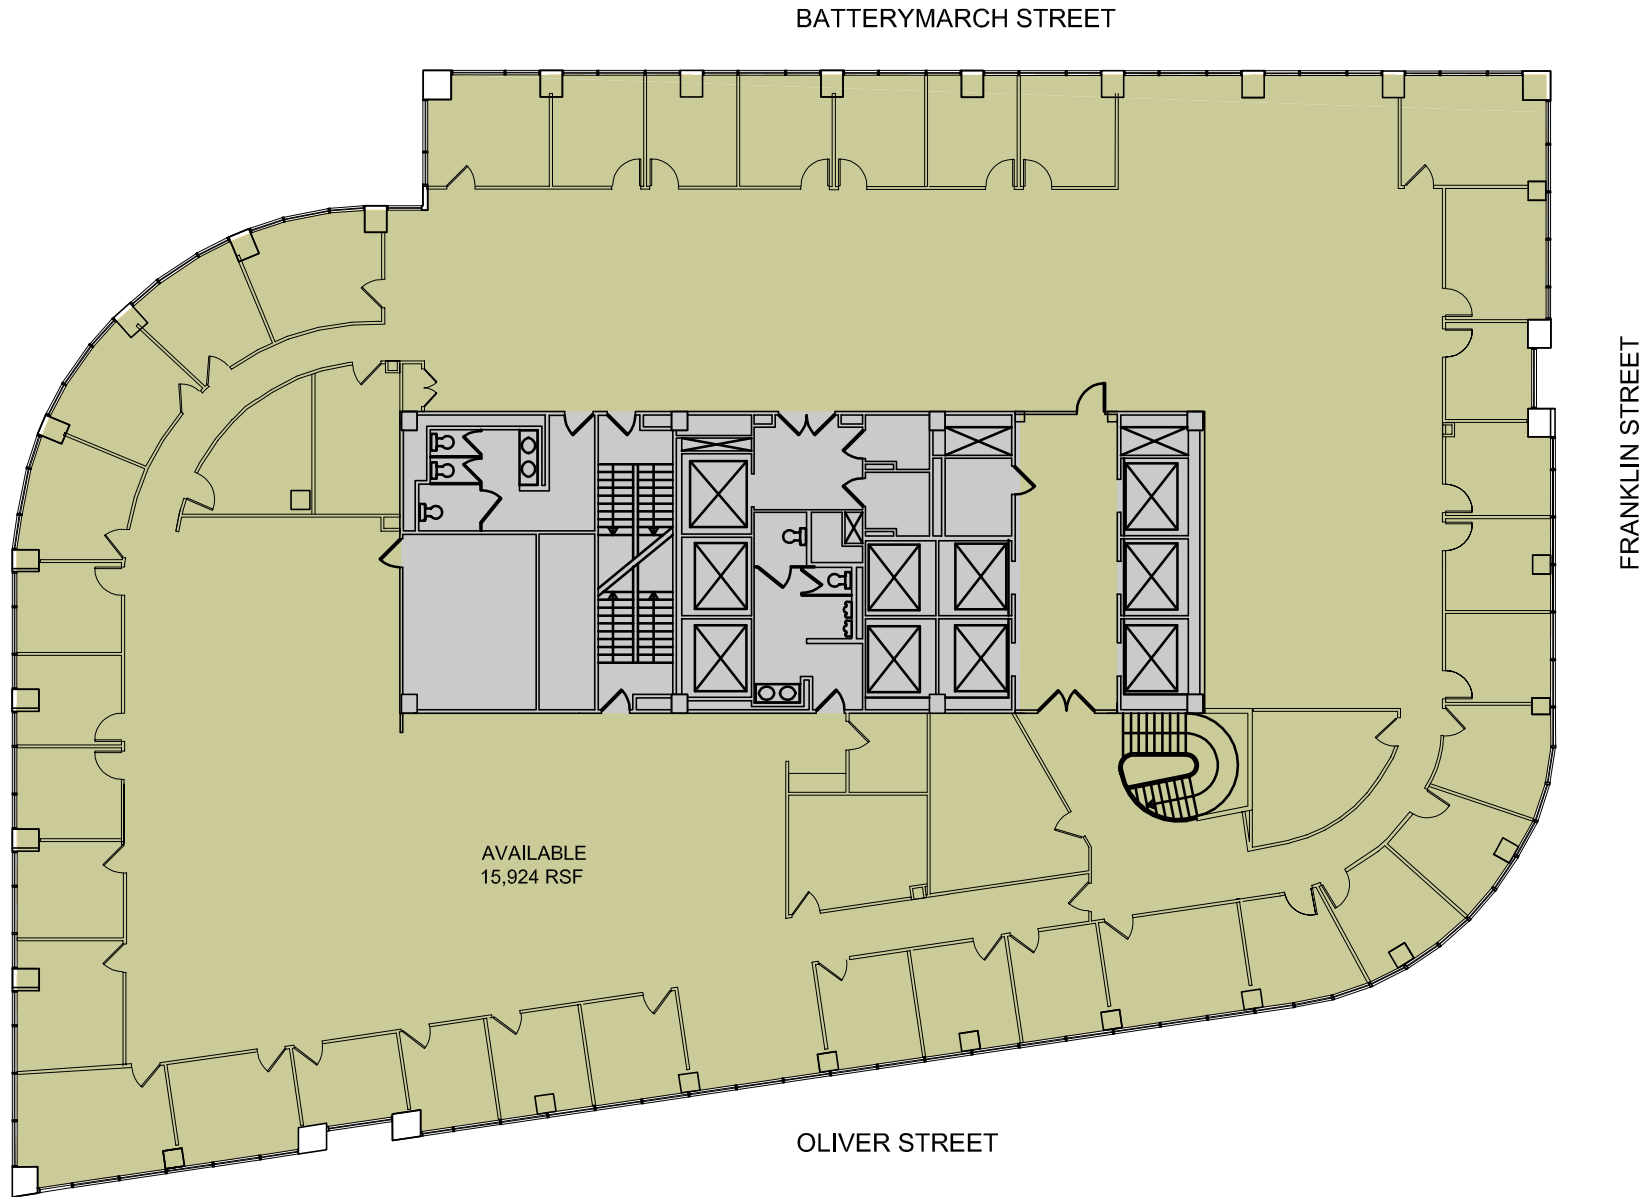 BATTERYMARCH STREET
FRANKLIN STREET
AVAILABLE
15,924 RSF
OLIVER STREET